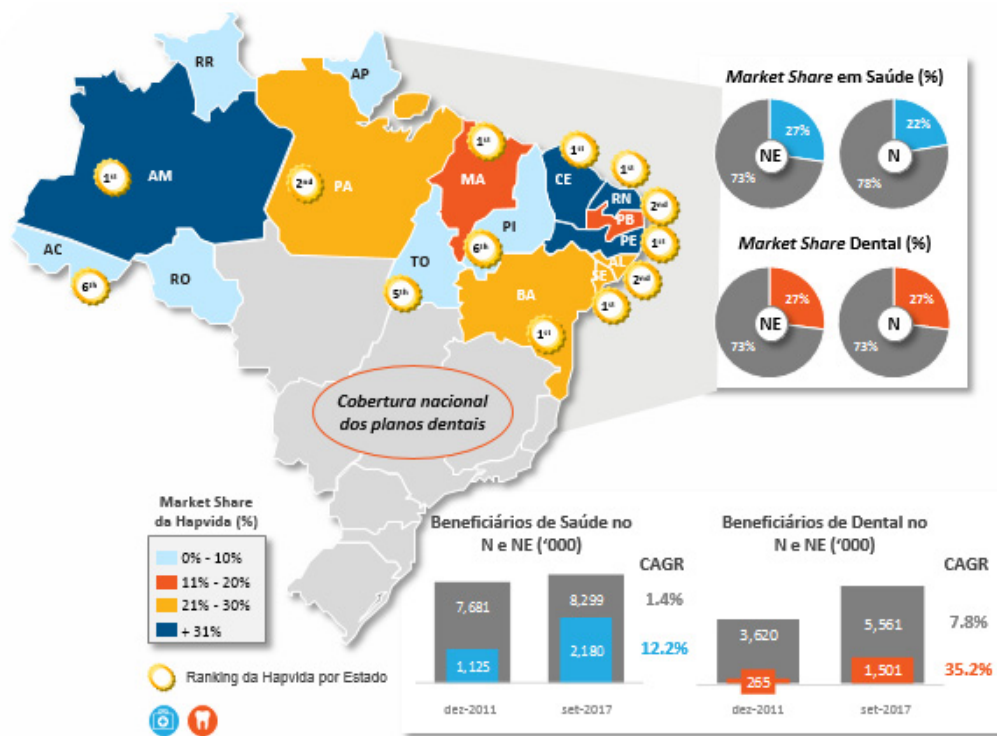 RR
AP
AM
1st
2nd
PA
1st
MA
1st
CE
1st
RN
2nd
PB
PE
1st
AL
2nd
SE
1st
PI
6th
TO
5th
BA
1st
AC
6th
RO
Cobertura nacional
dos planos dentais
Market Share em Saúde (%)
27%
NE
73%
22%
N
78%
Market Share Dental (%)
27%
NE
73%
27%
N
73%
Market Share
da Hapvida (%)
0% - 10%
11% - 20%
21% - 30%
+ 31%
Ranking da Hapvida por Estado
Beneficiários de Saúde no
N e NE (‘000)
CAGR
7,681
8,299
1.4%
1,125
2,180
12.2%
dez-2011
set-2017
Beneficiários de Dental no
N e NE (‘000)
CAGR
3,620
5,561
7.8%
265
1,501
35.2%
dez-2011
set-2017